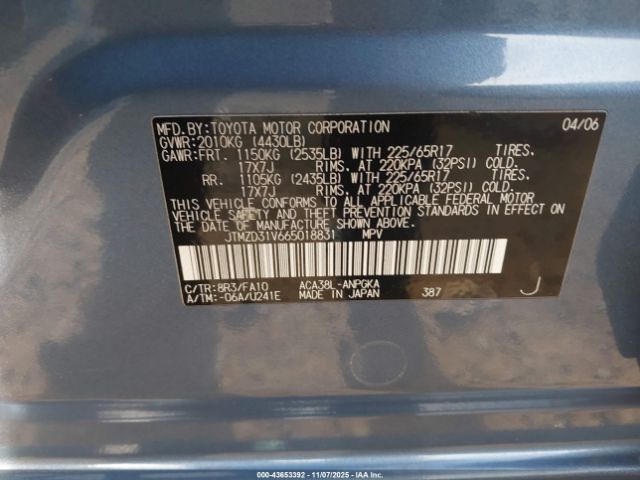 MFD.BY:TOYOTA MOTOR CORPORATION 04/06
GVWR:2010KG (4430LB)
GAWR:FRT. 1150KG (2535LB) WITH 225/65R17 TIRES.
17X7J RIMS, AT 220KPA (32PSI) COLD.
RR. 1105KG (2435LB) WITH 225/65R17 TIRES.
17X7J RIMS, AT 220KPA (32PSI) COLD.
THIS VEHICLE CONFORMS TO ALL APPLICABLE FEDERAL MOTOR
VEHICLE SAFETY AND THEFT PREVENTION STANDARDS IN EFFECT ON
THE DATE OF MANUFACTURE SHOWN ABOVE.
JTMZD31V665018831 MPV
C/TR:8R3/FA10 ACA38L-ANPGKA
A/TM:-06A/U241E MADE IN JAPAN 387 J
000-43653392 - 11/07/2025 - IAA, Inc.